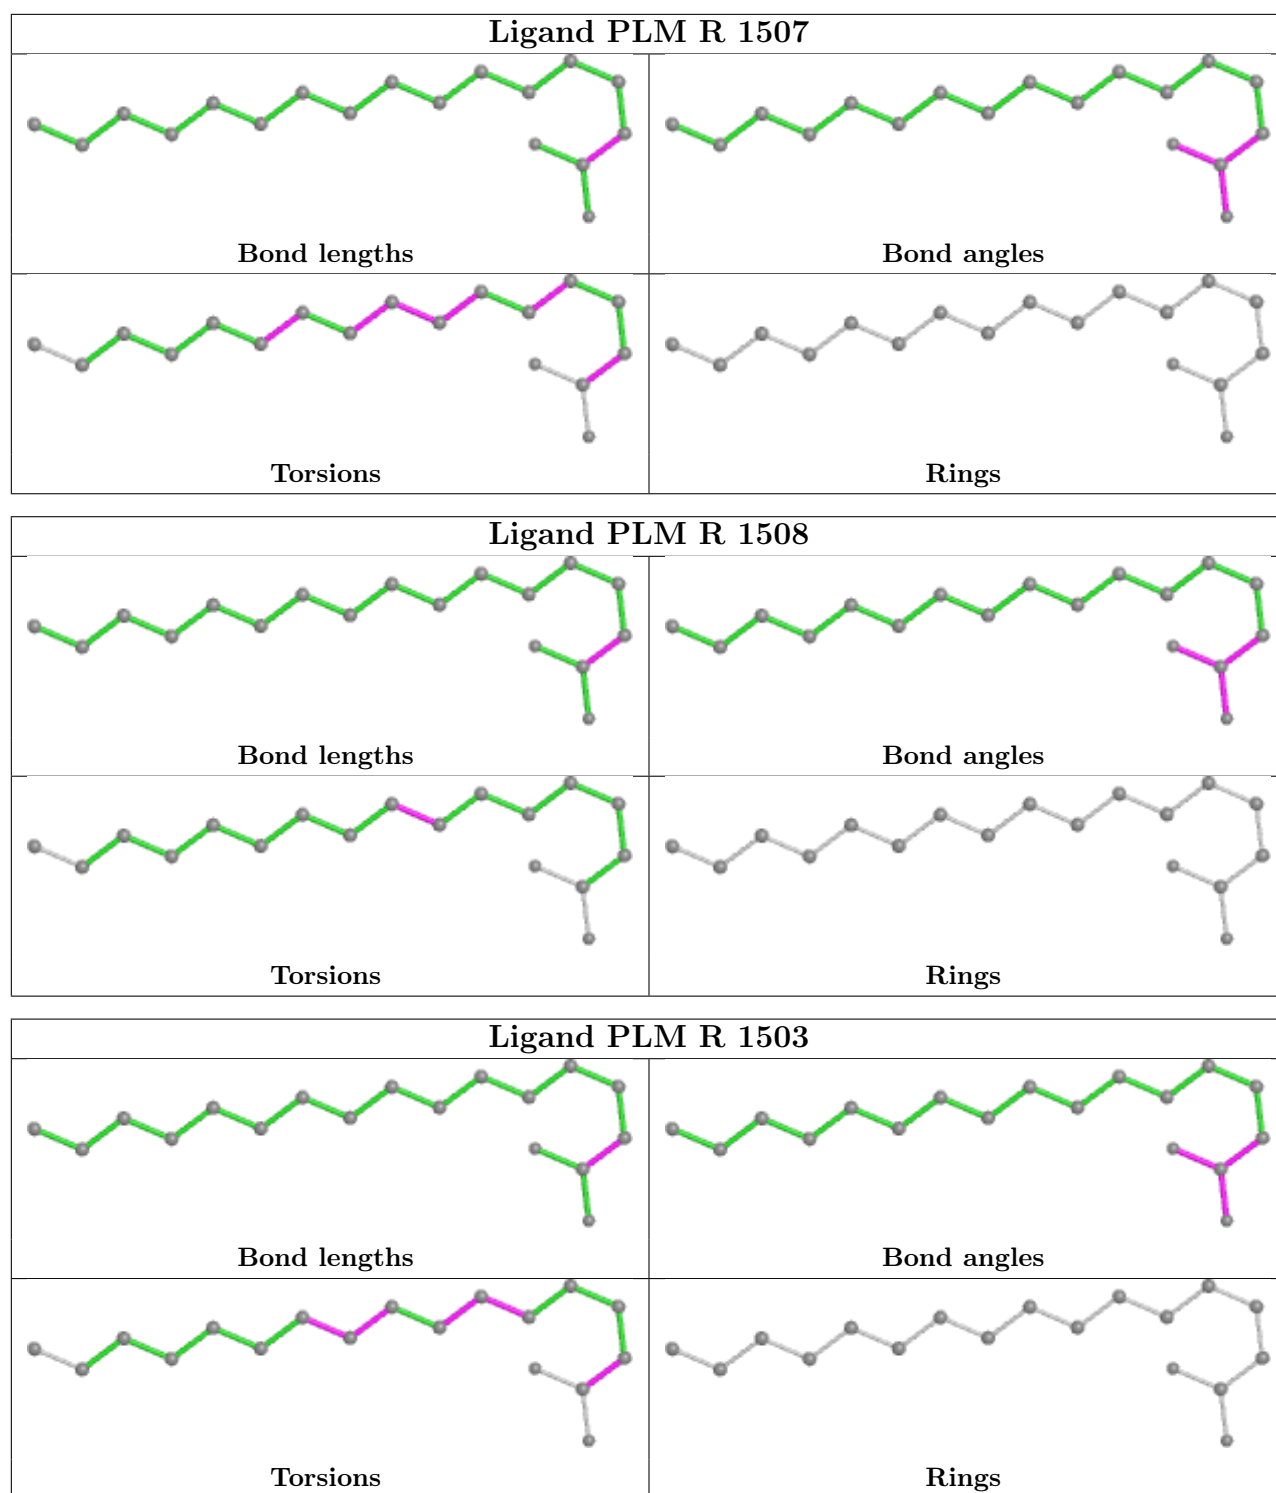 Ligand PLM R 1507
Bond lengths
Bond angles
Torsions
Rings
Ligand PLM R 1508
Bond lengths
Bond angles
Torsions
Rings
Ligand PLM R 1503
Bond lengths
Bond angles
Torsions
Rings